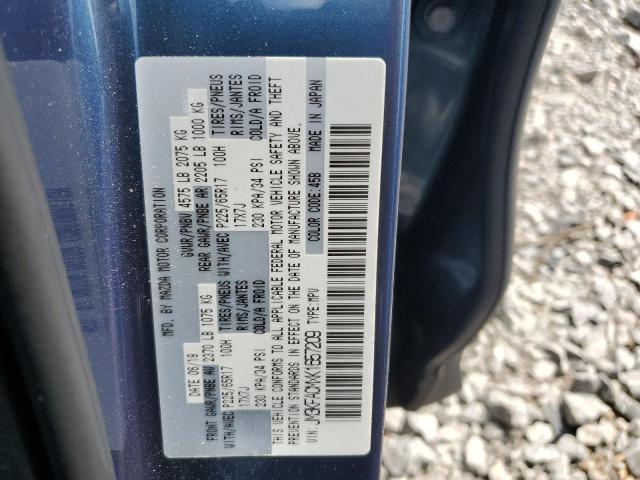 MFD. BY MAZDA MOTOR CORPORATION
DATE 06/19 GVWR/PNBV 4575 LB 2075 KG
FRONT GAWR/PNBE AV 2370 LB 1075 KG REAR GAWR/PNBE AR 2205 LB 1000 KG
WITH/AVEC P225/65R17 100H TIRES/PNEUS WITH/AVEC P225/65R17 100H TIRES/PNEUS
17X7J RIMS/JANTES 17X7J RIMS/JANTES
230 KPA/34 PSI COLD/A FROID 230 KPA/34 PSI COLD/A FROID
THIS VEHICLE CONFORMS TO ALL APPLICABLE FEDERAL MOTOR VEHICLE SAFETY AND THEFT
PREVENTION STANDARDS IN EFFECT ON THE DATE OF MANUFACTURE SHOWN ABOVE.
VIN: TYPE:MPV COLOR CODE:45B MADE IN JAPAN